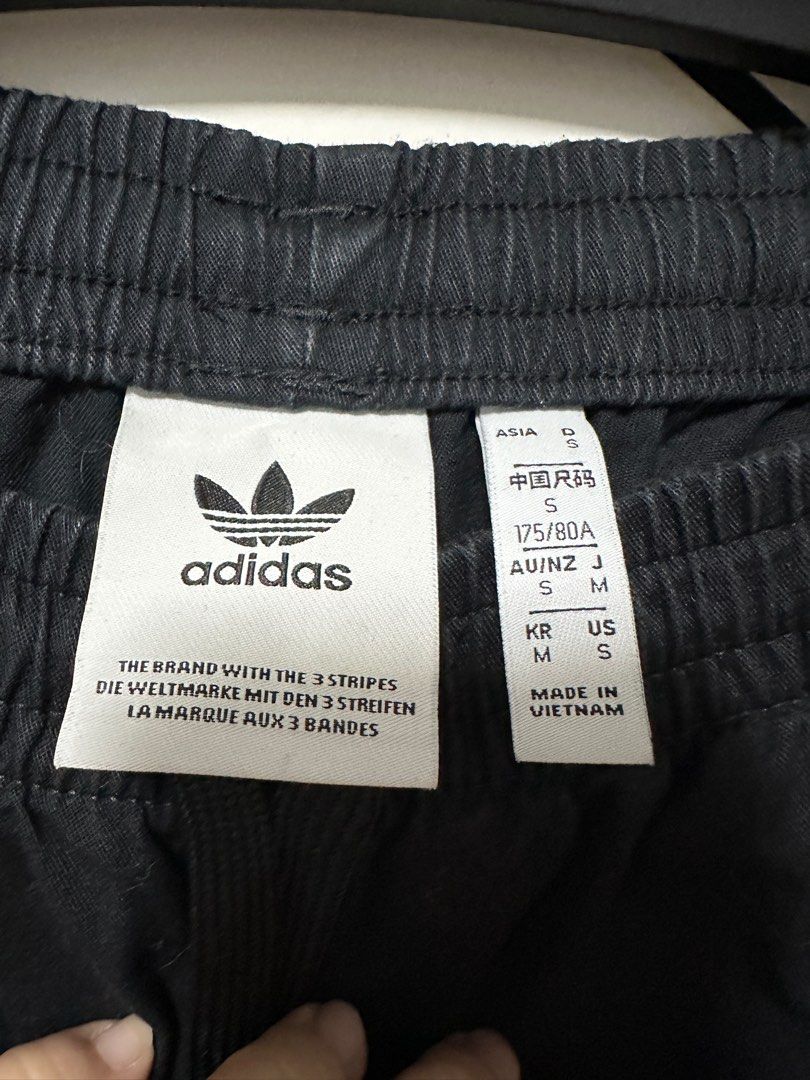 adidas
THE BRAND WITH THE 3 STRIPES
DIE WELTMARKE MIT DEN 3 STREIFEN
LA MARQUE AUX 3 BANDES
ASIA D
S
中国尺码
S
175/80A
AU/NZ J
S M
KR US
M S
MADE IN
VIETNAM